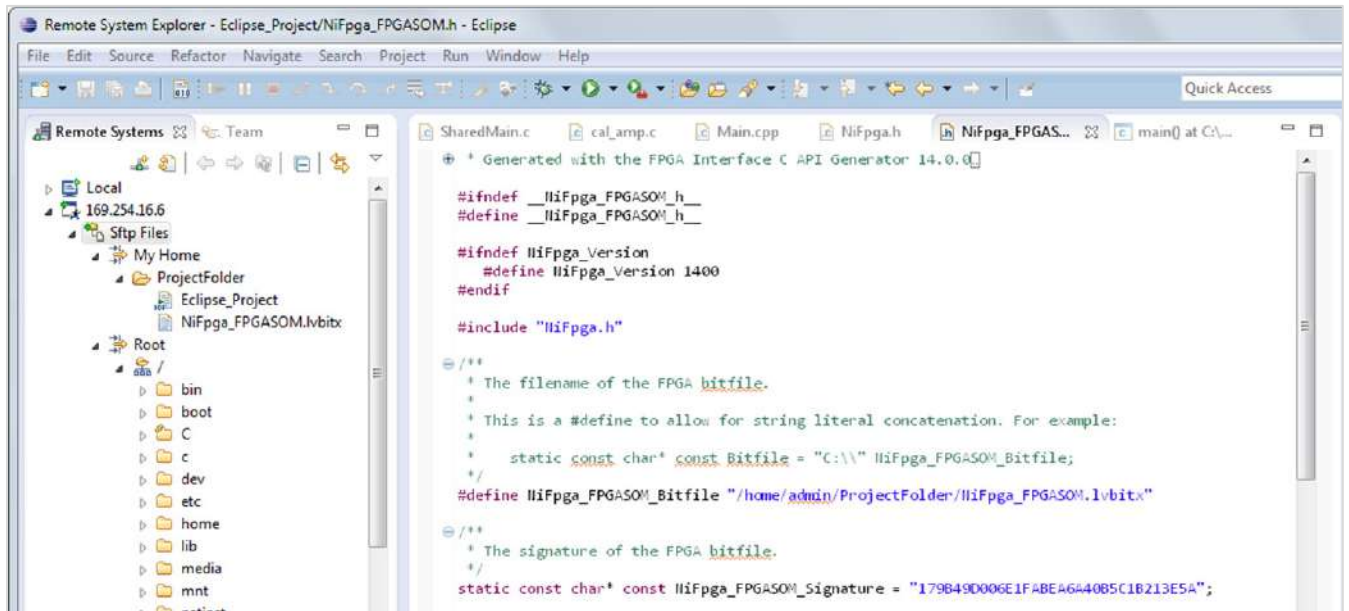 Remote System Explorer - Eclipse_Project/NiFpga_FPGASOM.h - Eclipse
File Edit Source Refactor Navigate Search Project Run Window Help
Quick Access
Remote Systems Team
Local
169.254.16.6
Sftp Files
My Home
ProjectFolder
Eclipse_Project
NiFpga_FPGASOM.lvbitx
Root
/
bin
boot
C
c
dev
etc
home
lib
media
mnt
SharedMain.c cal_amp.c Main.cpp NiFpga.h NiFpga_FPGAS... main() at C:\...
* Generated with the FPGA Interface C API Generator 14.0.0
#ifndef __NiFpga_FPGASOM_h__
#define __NiFpga_FPGASOM_h__
#ifndef NiFpga_Version
#define NiFpga_Version 1400
#endif
#include "NiFpga.h"
/**
* The filename of the FPGA bitfile.
*
* This is a #define to allow for string literal concatenation. For example:
*
* static const char* const Bitfile = "C:\\" NiFpga_FPGASOM_Bitfile;
*/
#define NiFpga_FPGASOM_Bitfile "/home/admin/ProjectFolder/NiFpga_FPGASOM.lvbitx"
/**
* The signature of the FPGA bitfile.
*/
static const char* const NiFpga_FPGASOM_Signature = "179B49D006E1FABEA6A40B5C1B213E5A";